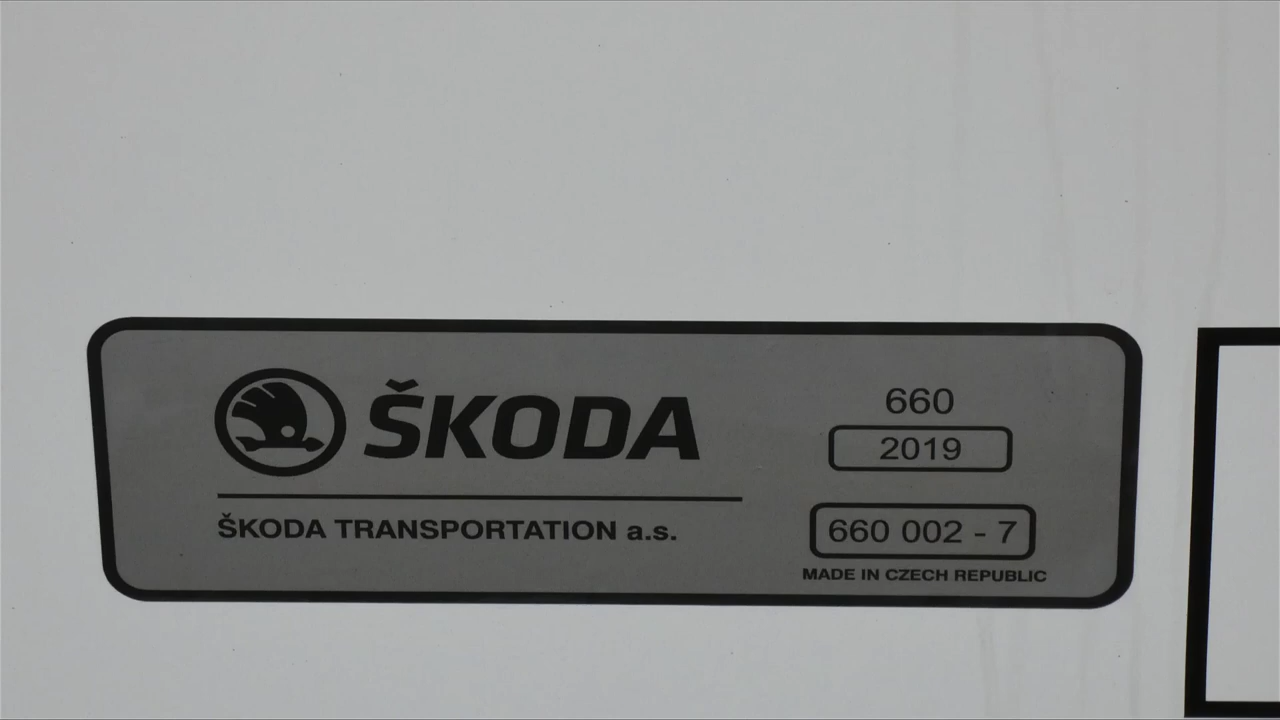 ŠKODA
ŠKODA TRANSPORTATION a.s.
660
2019
660 002 - 7
MADE IN CZECH REPUBLIC